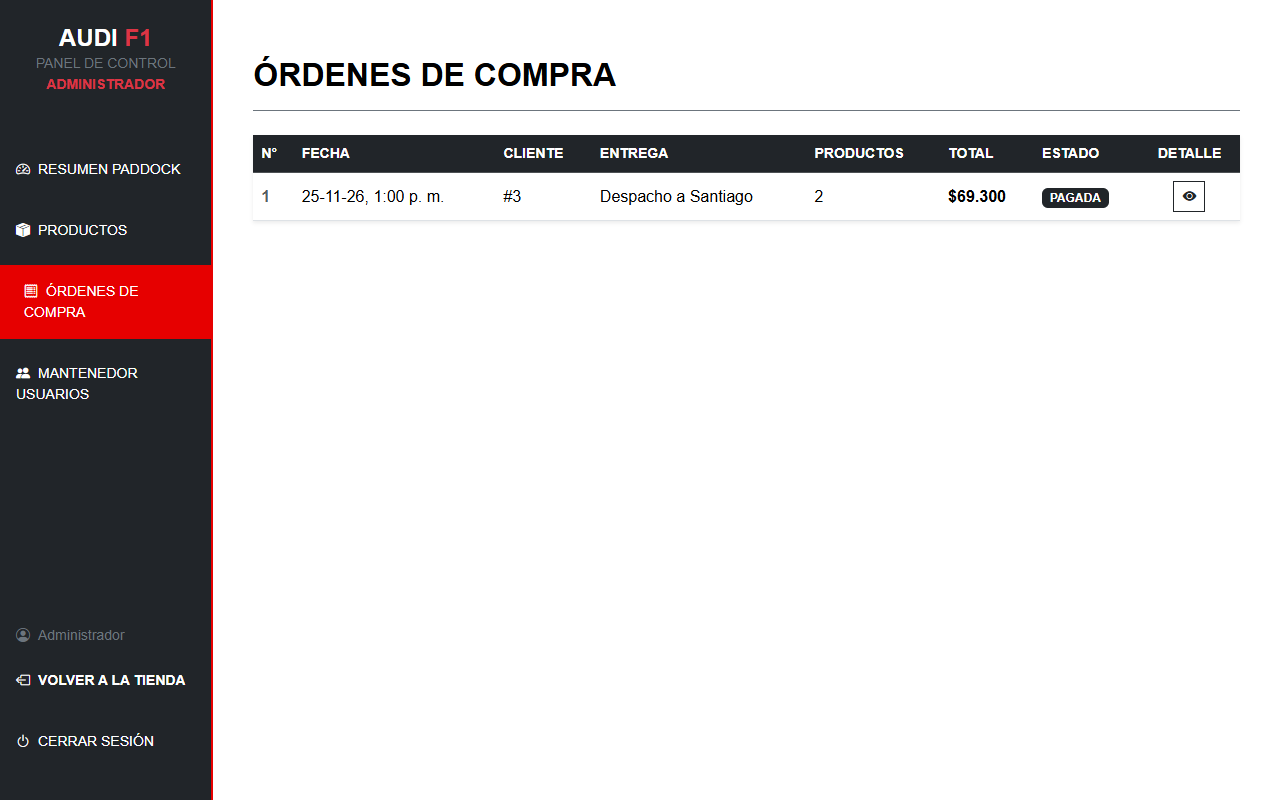 AUDI F1
PANEL DE CONTROL
ADMINISTRADOR
RESUMEN PADDOCK
PRODUCTOS
ÓRDENES DE
COMPRA
MANTENEDOR
USUARIOS
Administrador
VOLVER A LA TIENDA
CERRAR SESIÓN
ÓRDENES DE COMPRA
N° FECHA CLIENTE ENTREGA PRODUCTOS TOTAL ESTADO DETALLE
1 25-11-26, 1:00 p. m. #3 Despacho a Santiago 2 $69.300 PAGADA